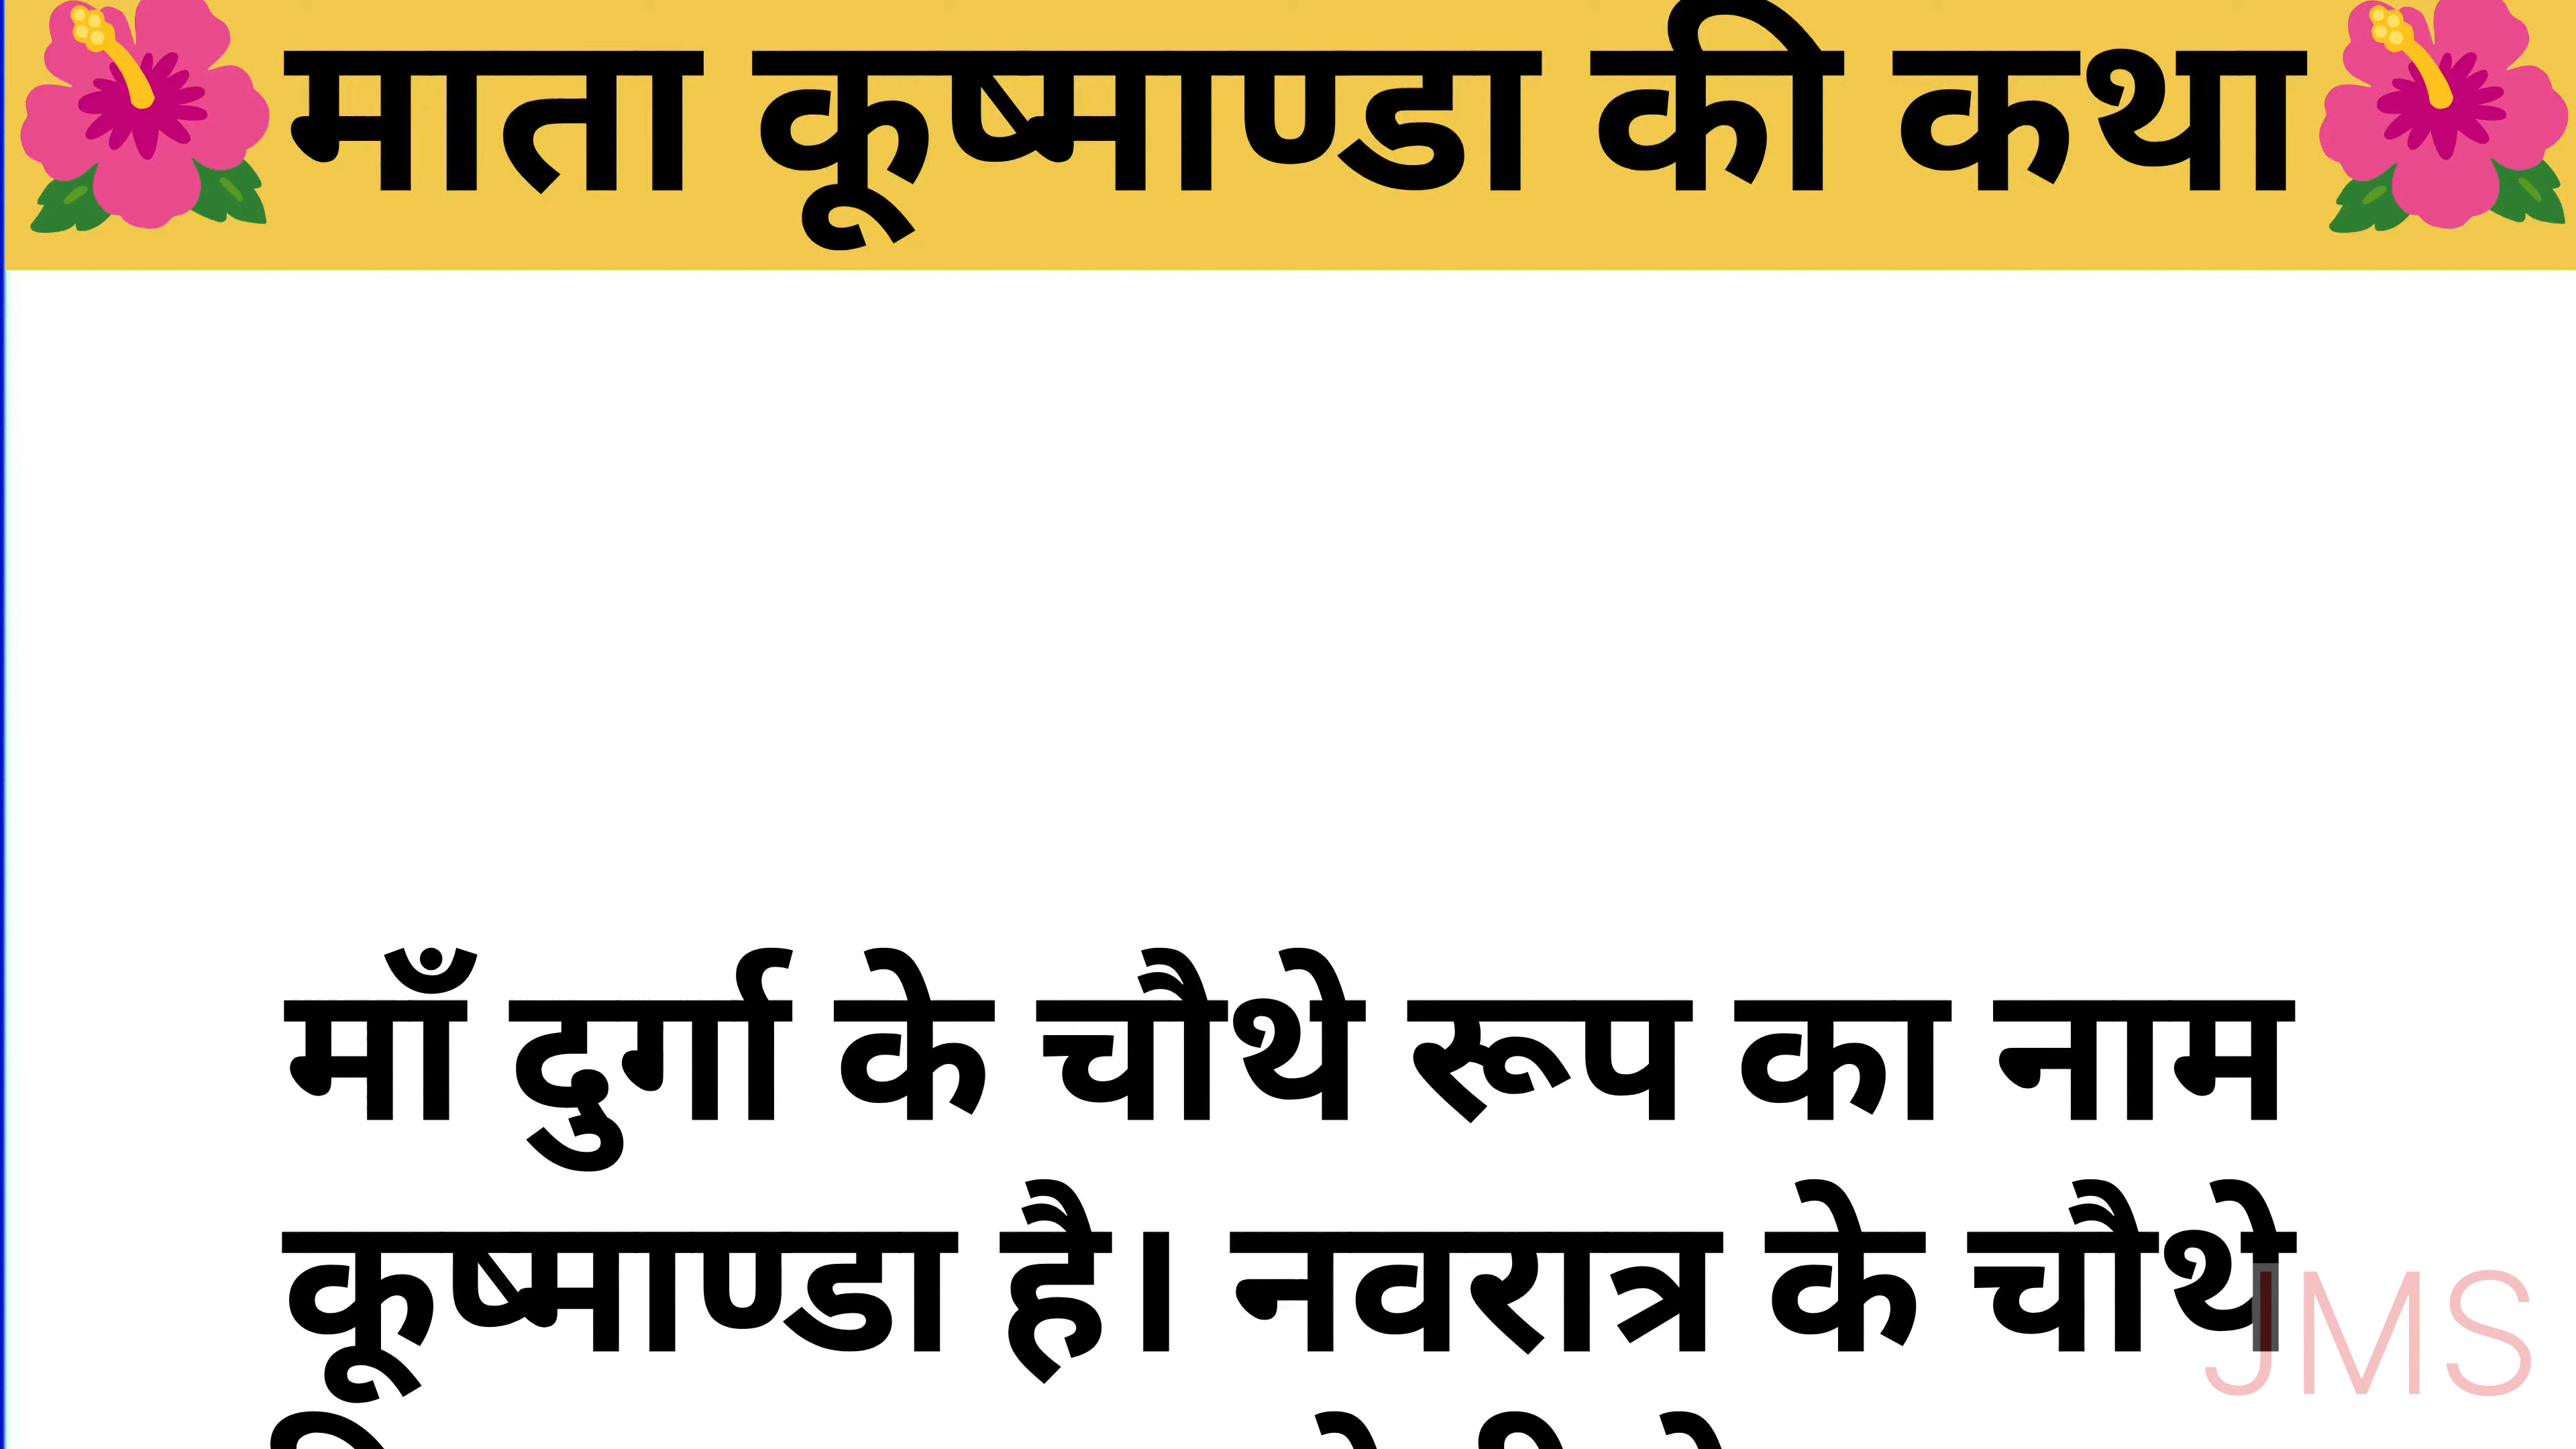 माता कूष्माण्डा की कथा
माँ दुर्गा के चौथे रूप का नाम
कूष्माण्डा है। नवरात्र के चौथे
JMS